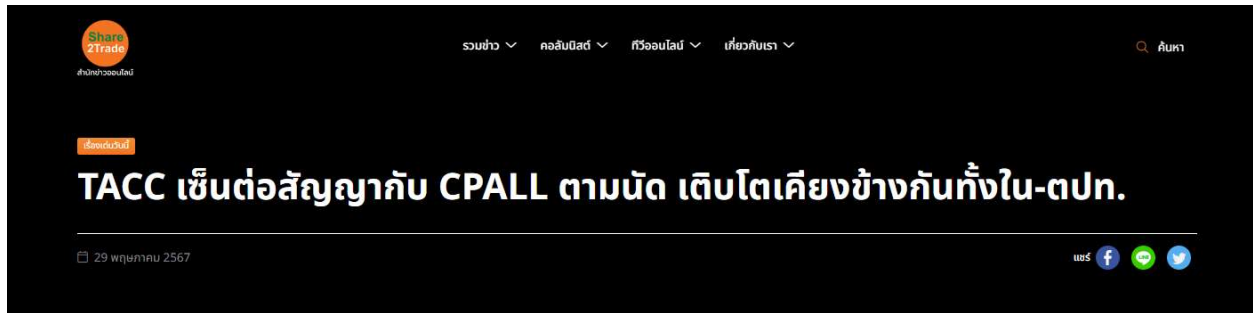 Share
2Trade
สำนักข่าวออนไลน์
รวมข่าว
คอลัมนิสต์
ทีวีออนไลน์
เกี่ยวกับเรา
ค้นหา
เรื่องเด่นวันนี้
TACC เซ็นต่อสัญญากับ CPALL ตามนัด เติบโตเคียงข้างกันทั้งใน-ตปท.
29 พฤษภาคม 2567
แชร์
LINE